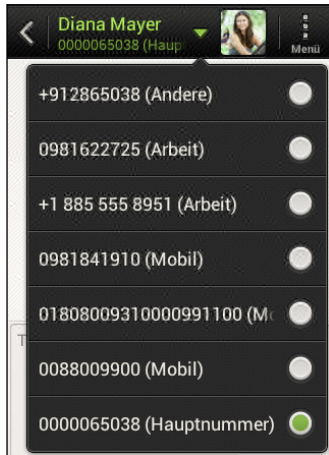 Diana Mayer
0000065038 (Haup
Menü
+912865038 (Andere)
0981622725 (Arbeit)
+1 885 555 8951 (Arbeit)
0981841910 (Mobil)
01808009310000991100 (M
0088009900 (Mobil)
T
0000065038 (Hauptnummer)